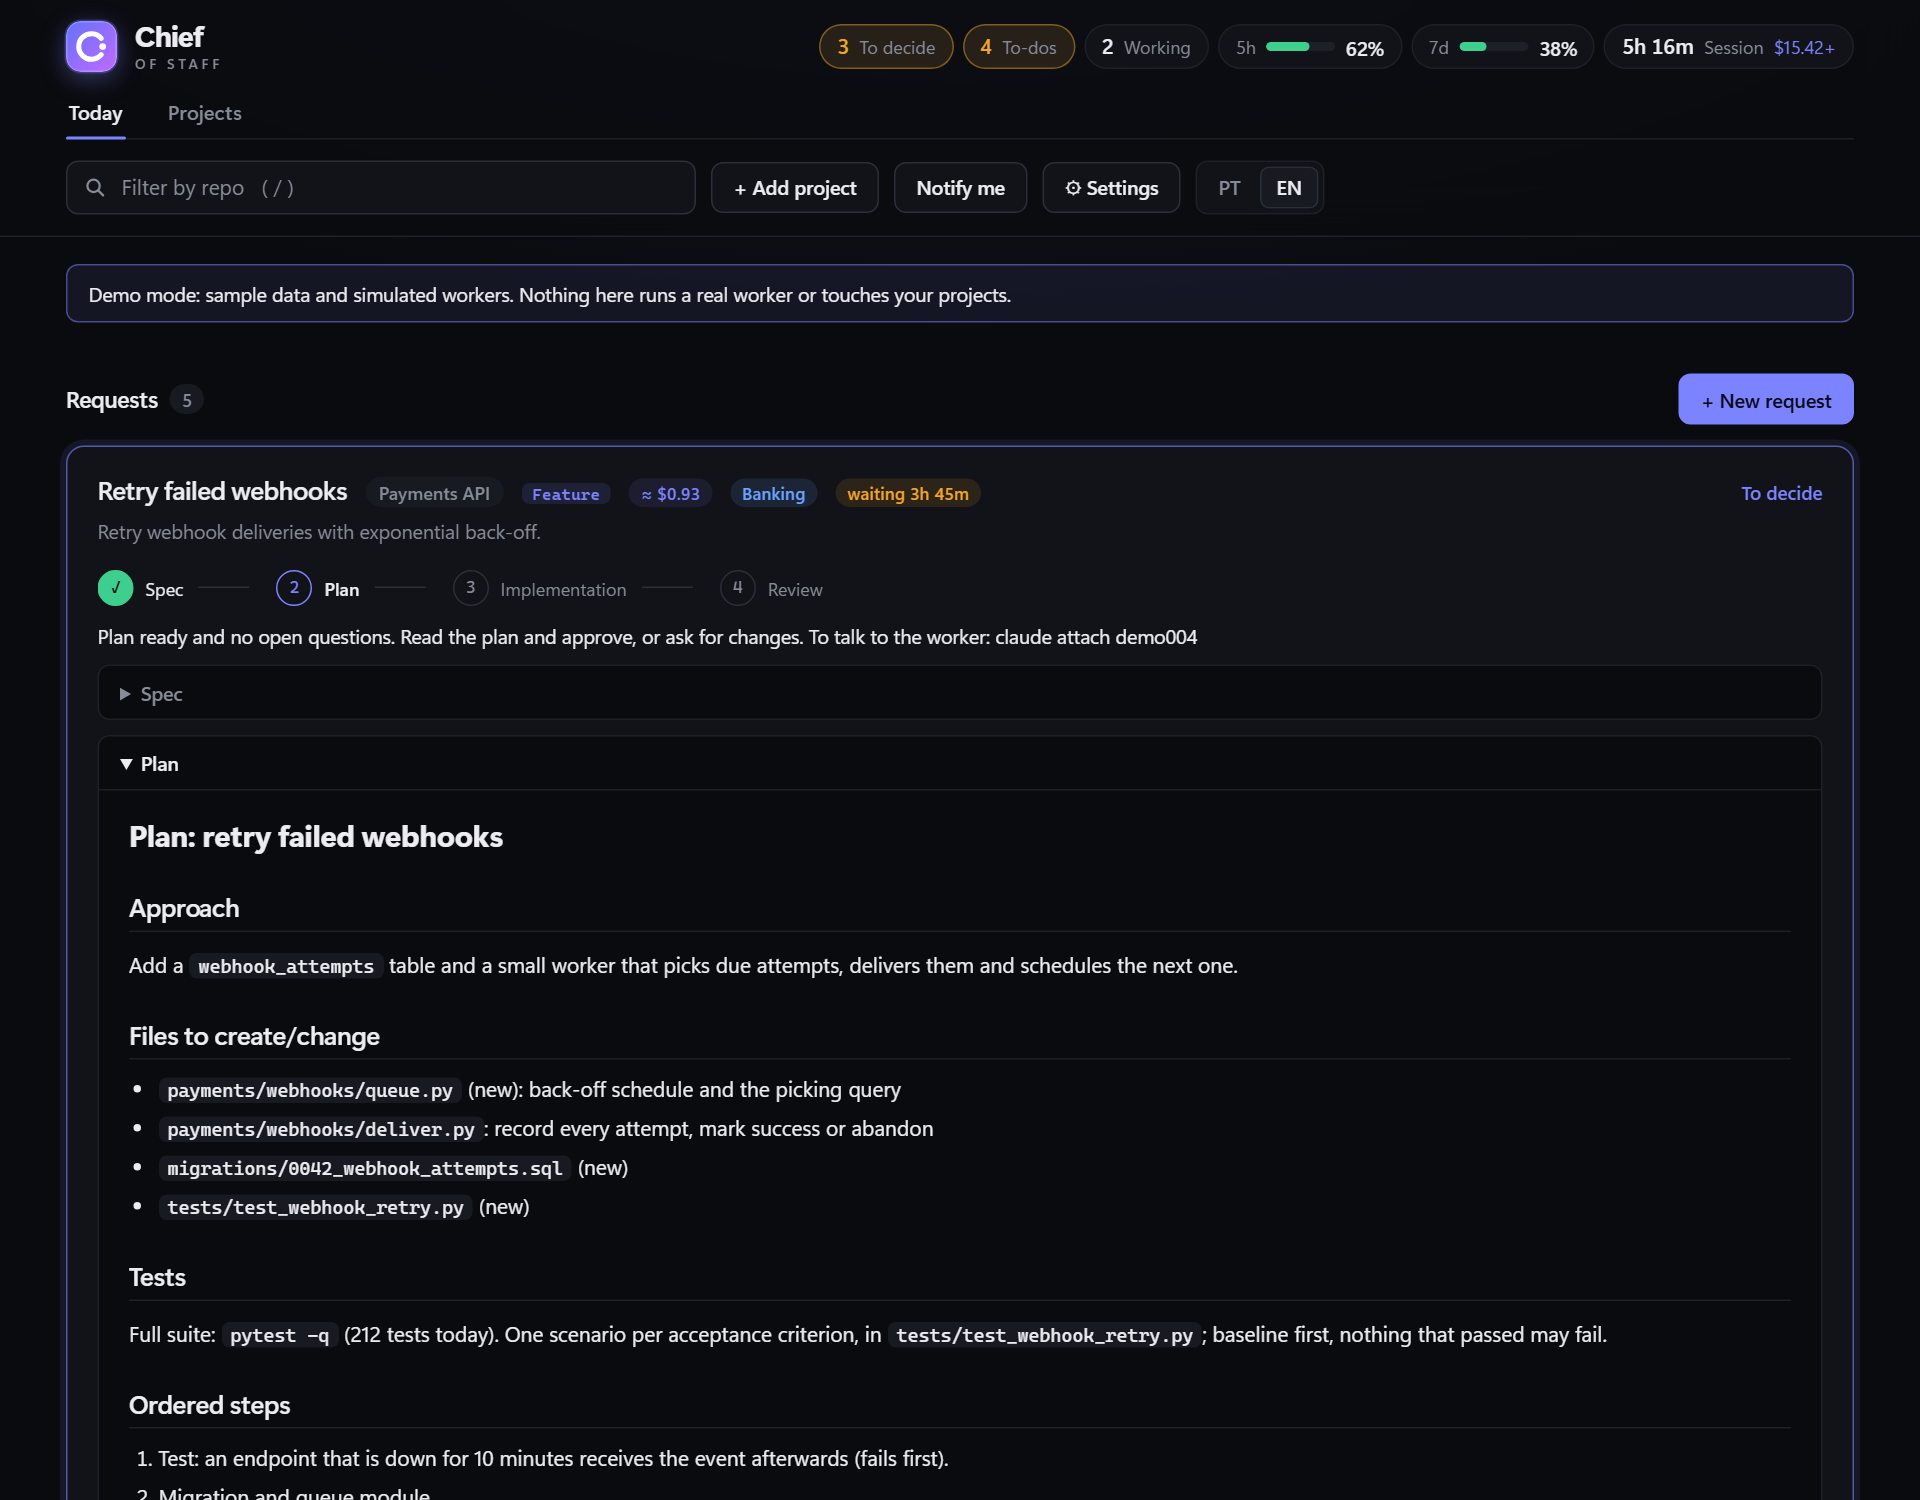 Chief
OF STAFF
3 To decide
4 To-dos
2 Working
5h 62%
7d 38%
5h 16m Session $15.42+
Today
Projects
Filter by repo ( / )
+ Add project
Notify me
⚙ Settings
PT
EN
Demo mode: sample data and simulated workers. Nothing here runs a real worker or touches your projects.
Requests 5
+ New request
Retry failed webhooks
Payments API
Feature
≈ $0.93
Banking
waiting 3h 45m
To decide
Retry webhook deliveries with exponential back-off.
✓ Spec
2 Plan
3 Implementation
4 Review
Plan ready and no open questions. Read the plan and approve, or ask for changes. To talk to the worker: claude attach demo004
▶ Spec
▼ Plan
Plan: retry failed webhooks
Approach
Add a webhook_attempts table and a small worker that picks due attempts, delivers them and schedules the next one.
Files to create/change
• payments/webhooks/queue.py (new): back-off schedule and the picking query
• payments/webhooks/deliver.py : record every attempt, mark success or abandon
• migrations/0042_webhook_attempts.sql (new)
• tests/test_webhook_retry.py (new)
Tests
Full suite: pytest -q (212 tests today). One scenario per acceptance criterion, in tests/test_webhook_retry.py ; baseline first, nothing that passed may fail.
Ordered steps
1. Test: an endpoint that is down for 10 minutes receives the event afterwards (fails first).
2. Migration and queue module.